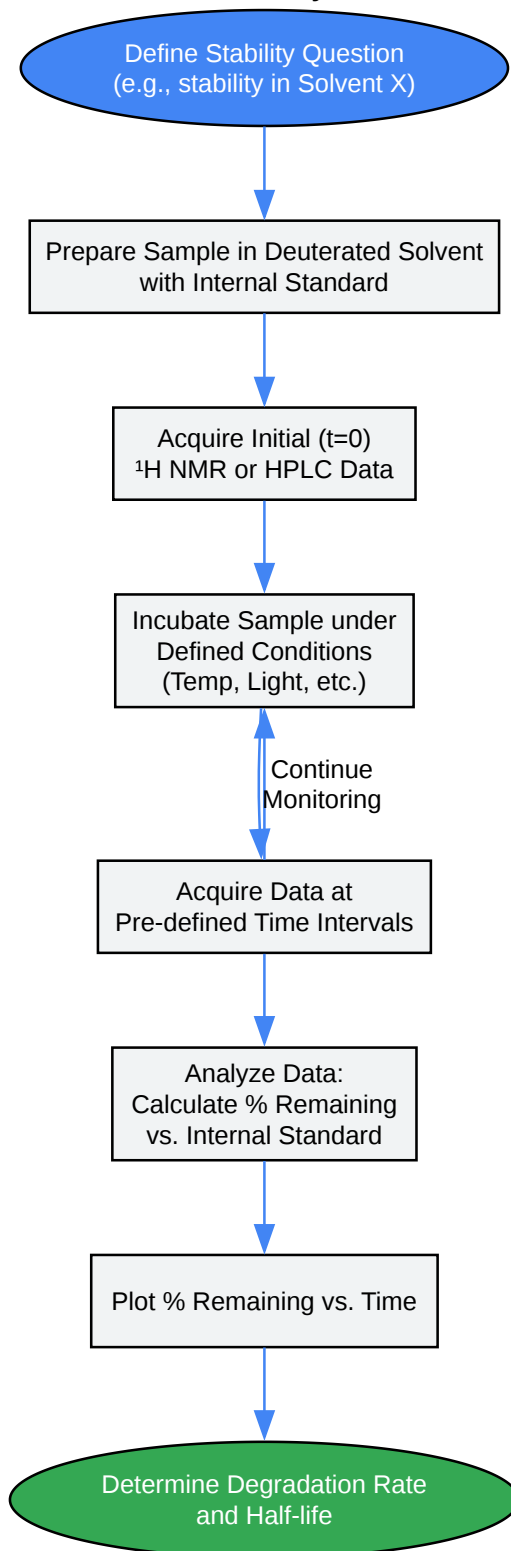 Define Stability Question
(e.g., stability in Solvent X)
Prepare Sample in Deuterated Solvent
with Internal Standard
Acquire Initial (t=0)
¹H NMR or HPLC Data
Incubate Sample under
Defined Conditions
(Temp, Light, etc.)
Continue
Monitoring
Acquire Data at
Pre-defined Time Intervals
Analyze Data:
Calculate % Remaining
vs. Internal Standard
Plot % Remaining vs. Time
Determine Degradation Rate
and Half-life